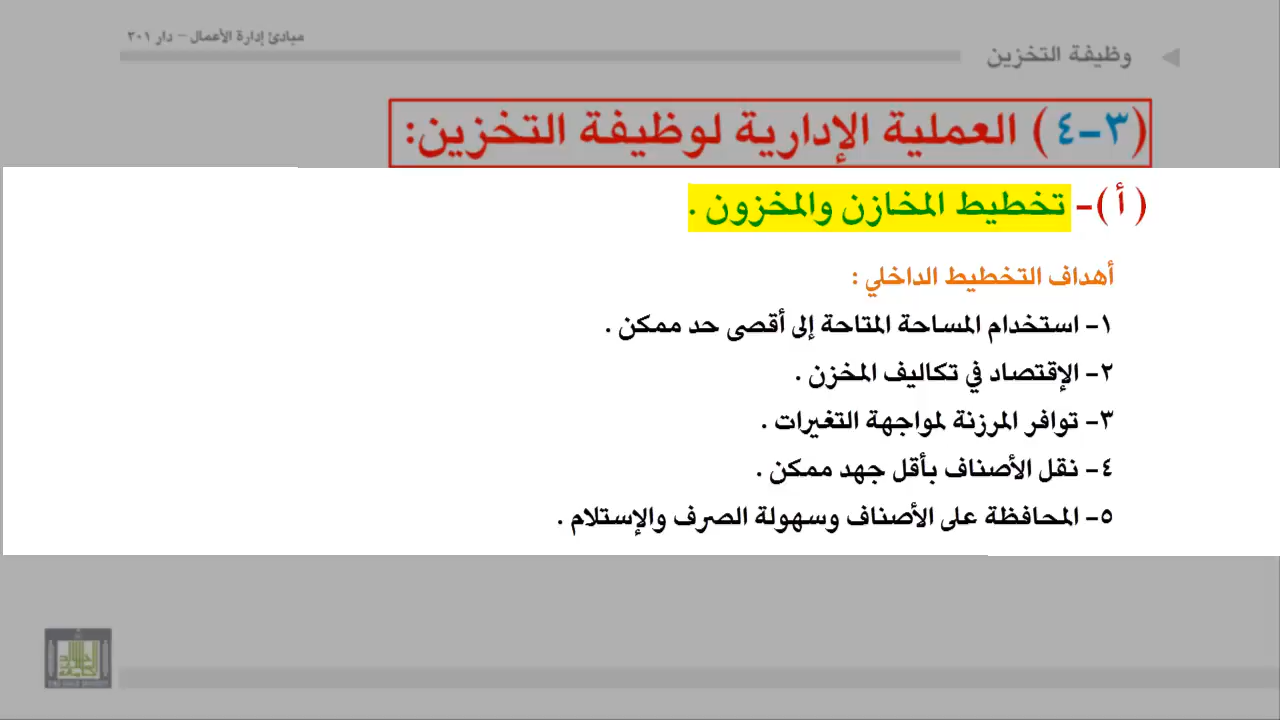 مبادئ إدارة الأعمال – دار ٣٠١
وظيفة التخزين
(٣-٤) العملية الإدارية لوظيفة التخزين:
(أ)- تخطيط المخازن والمخزون .
أهداف التخطيط الداخلي :
١- استخدام المساحة المتاحة إلى أقصى حد ممكن .
٢- الإقتصاد في تكاليف المخزن .
٣- توافر المرزنة لمواجهة التغيرات .
٤- نقل الأصناف بأقل جهد ممكن .
٥- المحافظة على الأصناف وسهولة الصرف والإستلام .